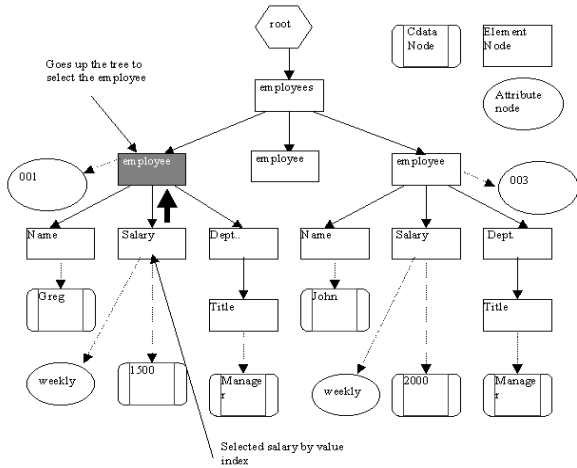 root
Cdata
Node
Element
Node
Goes up the tree to
select the employee
employees
Attribute
node
employee
employee
employee
001
003
Name
Salary
Dept..
Name
Salary
Dept.
Greg
Title
John
Title
weekly
1500
Manage
r
weekly
2000
Manage
r
Selected salary by value
index